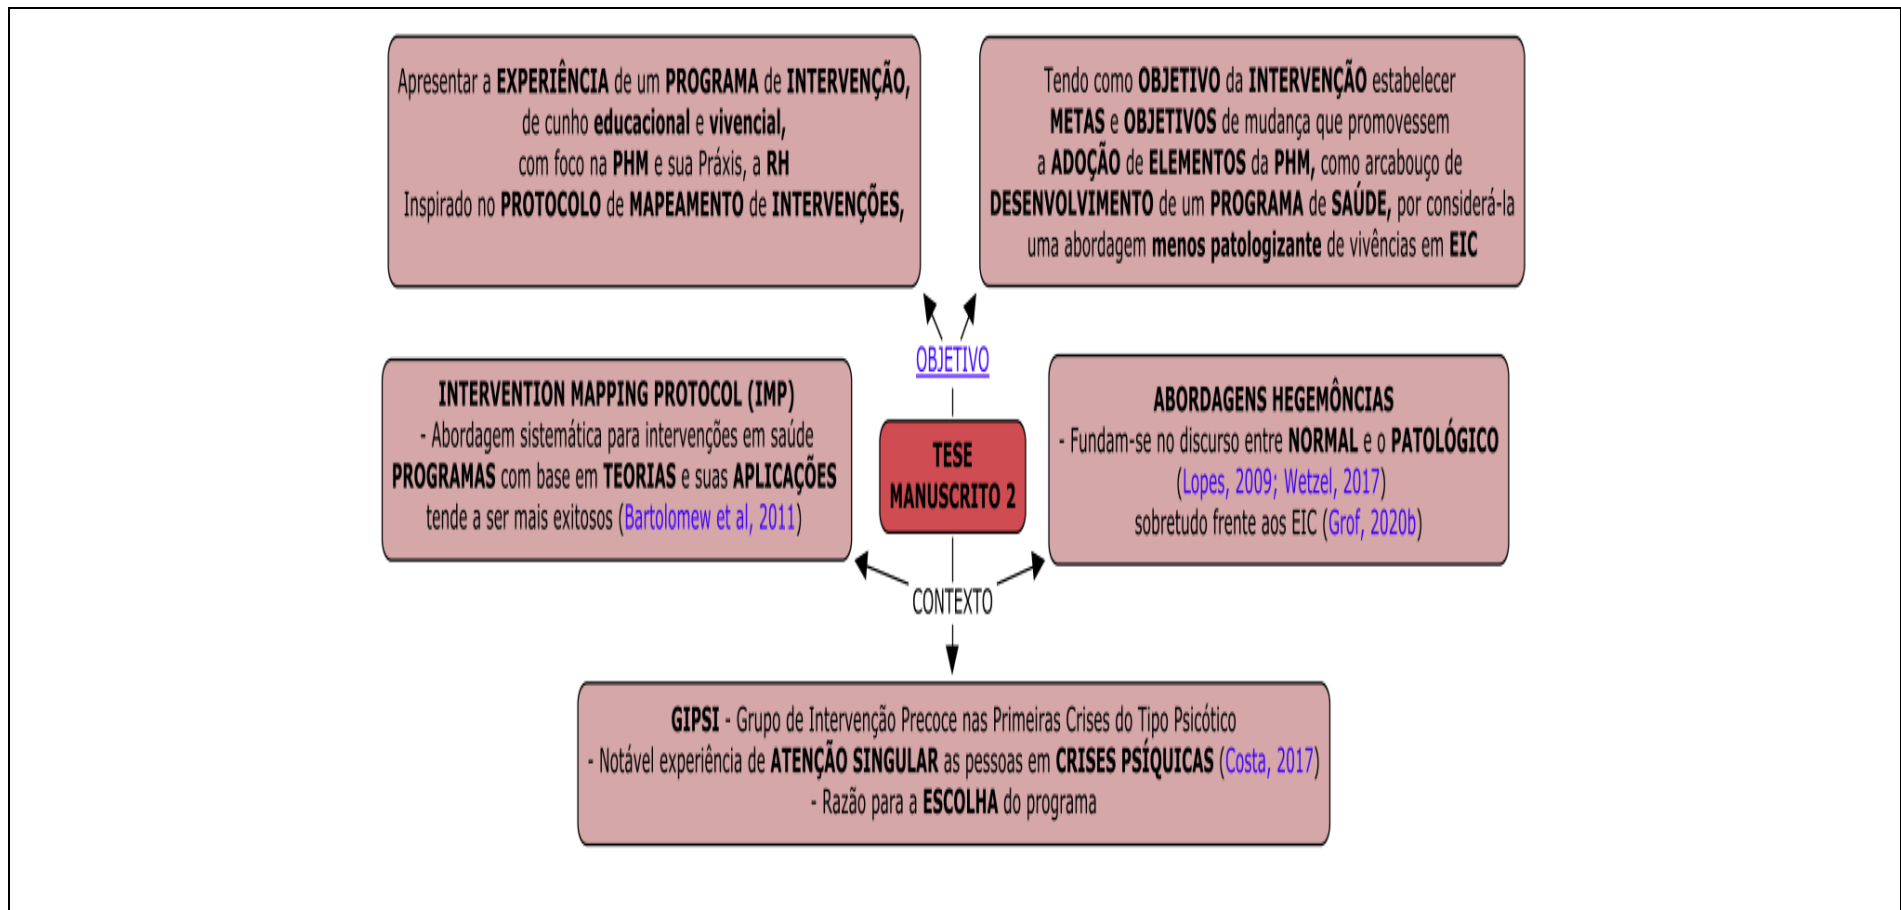 Apresentar a EXPERIÊNCIA de um PROGRAMA de INTERVENÇÃO,
de cunho educacional e vivencial,
com foco na PHM e sua Práxis, a RH
Inspirado no PROTOCOLO de MAPEAMENTO de INTERVENÇÕES,
Tendo como OBJETIVO da INTERVENÇÃO estabelecer
METAS e OBJETIVOS de mudança que promovessem
a ADOÇÃO de ELEMENTOS da PHM, como arcabouço de
DESENVOLVIMENTO de um PROGRAMA de SAÚDE, por considerá-la
uma abordagem menos patologizante de vivências em EIC
OBJETIVO
INTERVENTION MAPPING PROTOCOL (IMP)
- Abordagem sistemática para intervenções em saúde
PROGRAMAS com base em TEORIAS e suas APLICAÇÕES
tende a ser mais exitosos (Bartolomew et al, 2011)
TESE
MANUSCRITO 2
ABORDAGENS HEGEMÔNCIAS
- Fundam-se no discurso entre NORMAL e o PATOLÓGICO
(Lopes, 2009; Wetzel, 2017)
sobretudo frente aos EIC (Grof, 2020b)
CONTEXTO
GIPSI - Grupo de Intervenção Precoce nas Primeiras Crises do Tipo Psicótico
- Notável experiência de ATENÇÃO SINGULAR as pessoas em CRISES PSÍQUICAS (Costa, 2017)
- Razão para a ESCOLHA do programa